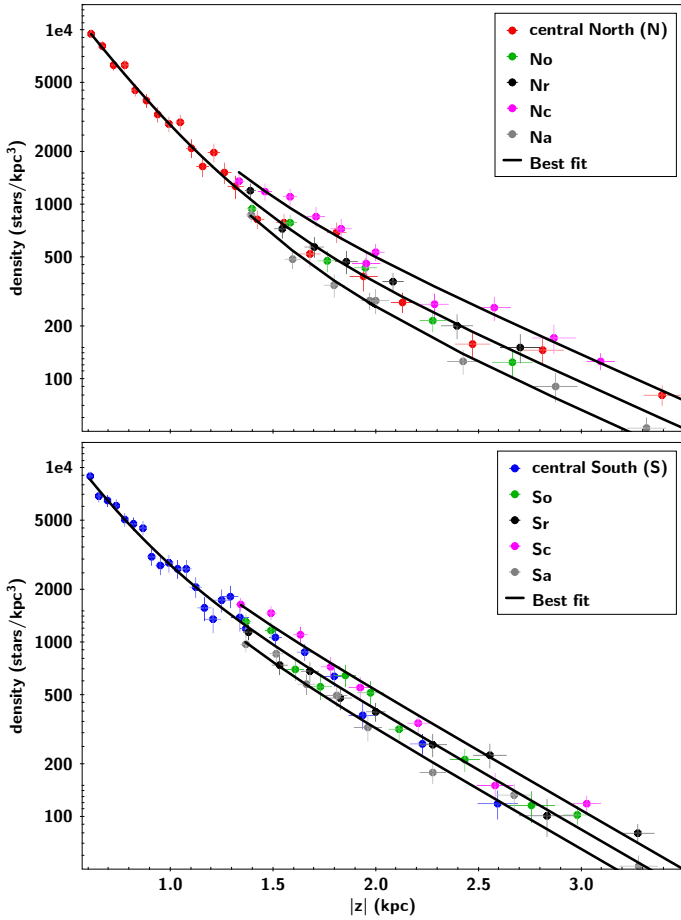 1e4
5000
2000
1000
500
200
100
density (stars/kpc³)
central North (N)
No
Nr
Nc
Na
Best fit
1e4
5000
2000
1000
500
200
100
density (stars/kpc³)
central South (S)
So
Sr
Sc
Sa
Best fit
1.0 1.5 2.0 2.5 3.0
|z| (kpc)